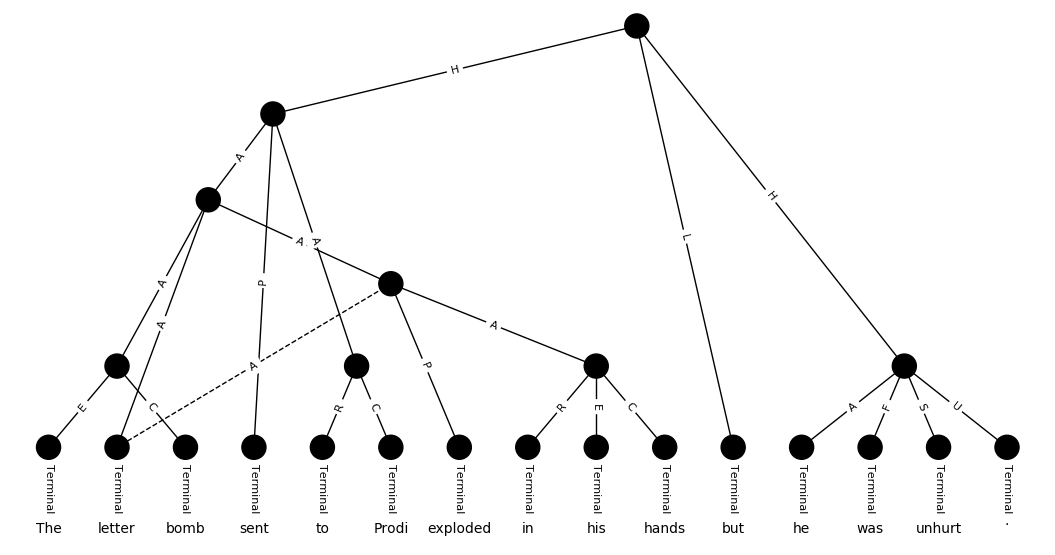 H
A
A
A
H
P
L
A
A
A
A
P
E
C
R
C
R
E
C
A
F
S
U
Terminal Terminal Terminal Terminal Terminal Terminal Terminal Terminal Terminal Terminal Terminal Terminal Terminal Terminal Terminal
The letter bomb sent to Prodi exploded in his hands but he was unhurt .